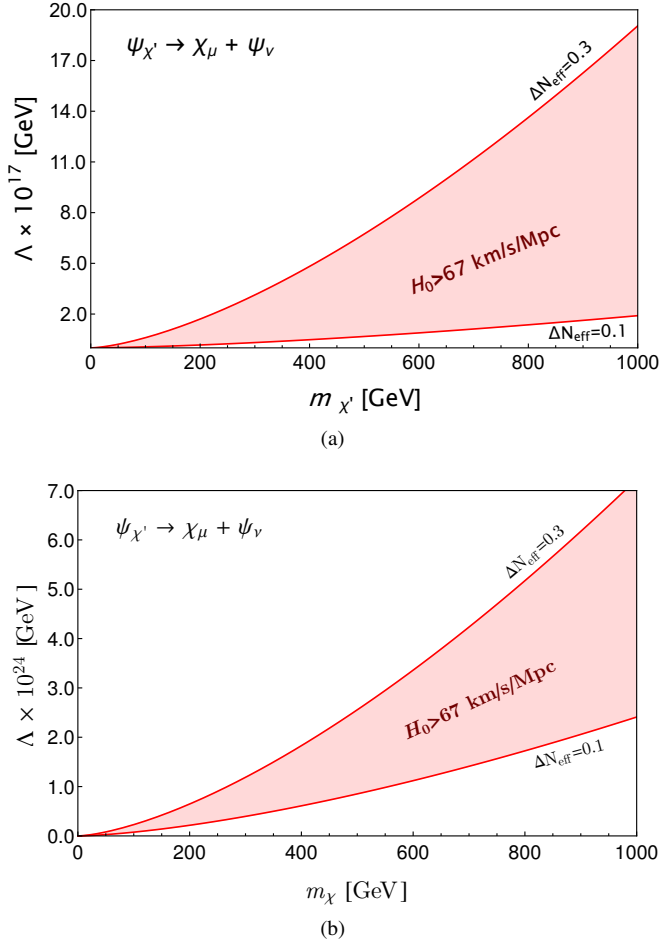 20.0
ψχ′ → χμ + ψν
17.0
14.0
11.0
8.0
5.0
2.0
Λ × 10^17 [GeV]
ΔNeff=0.3
H0>67 km/s/Mpc
ΔNeff=0.1
0 200 400 600 800 1000
m χ′ [GeV]
(a)
7.0
ψχ′ → χμ + ψν
6.0
5.0
4.0
3.0
2.0
1.0
0.0
Λ × 10^24 [GeV]
ΔNeff=0.3
H0>67 km/s/Mpc
ΔNeff=0.1
0 200 400 600 800 1000
mχ [GeV]
(b)